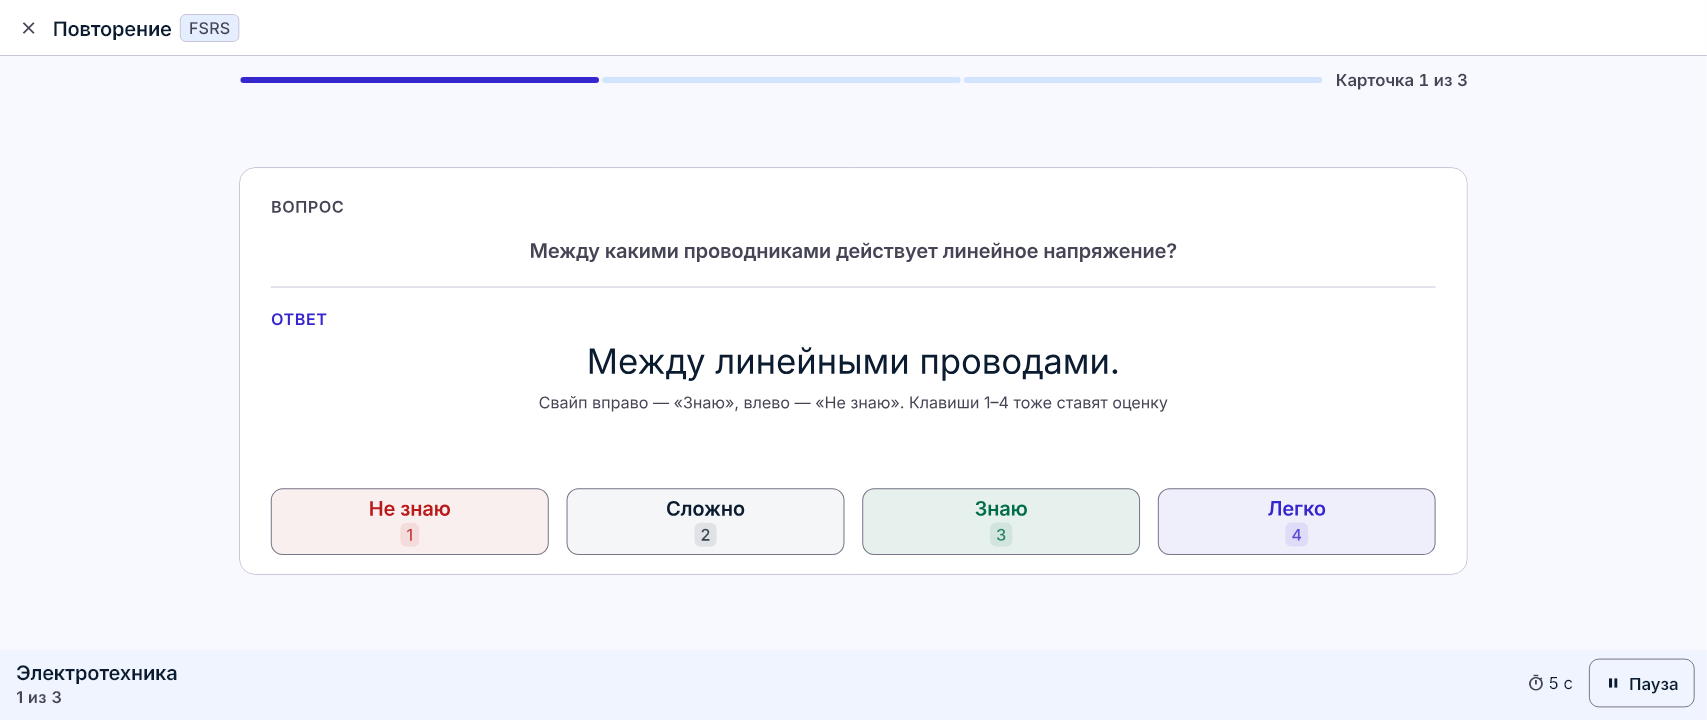 Повторение FSRS
Карточка 1 из 3
ВОПРОС
Между какими проводниками действует линейное напряжение?
ОТВЕТ
Между линейными проводами.
Свайп вправо — «Знаю», влево — «Не знаю». Клавиши 1–4 тоже ставят оценку
Не знаю
1
Сложно
2
Знаю
3
Легко
4
Электротехника
1 из 3
5 с
Пауза